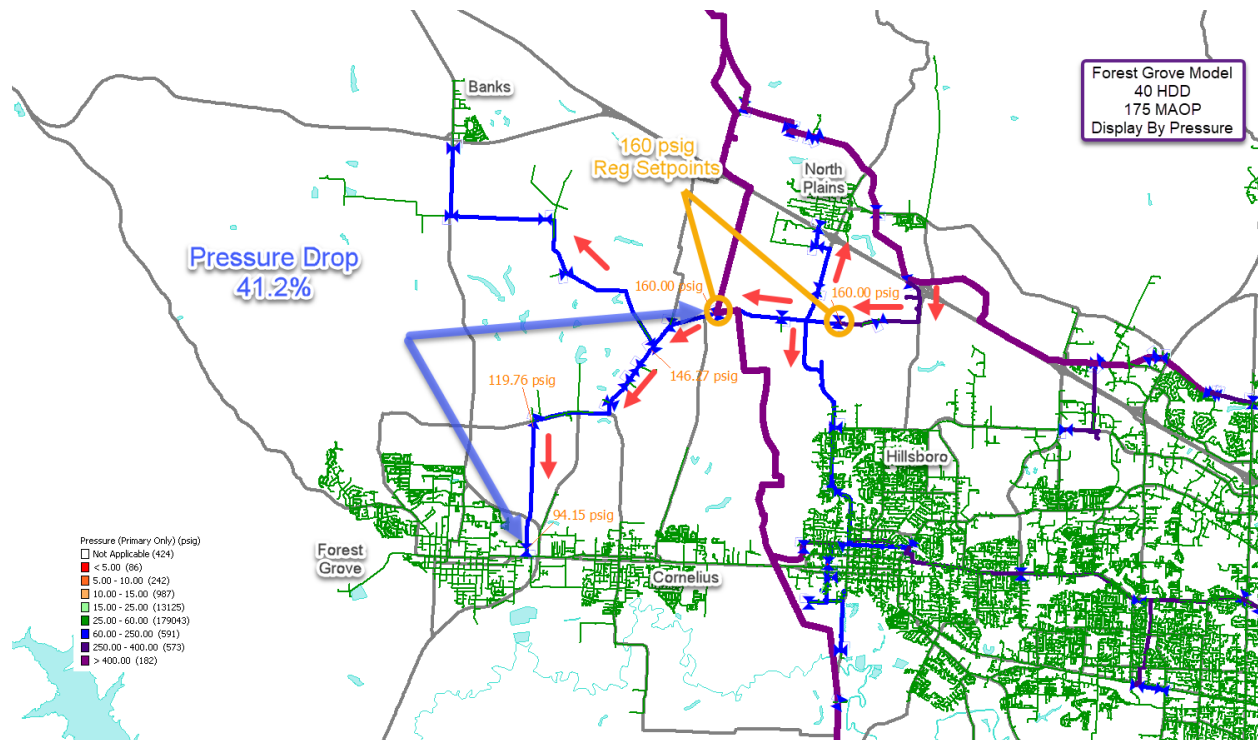 Forest Grove Model
40 HDD
175 MAOP
Display By Pressure
Banks
160 psig
Reg Setpoints
North
Plains
Pressure Drop
41.2%
160.00 psig
160.00 psig
146.27 psig
119.76 psig
Hillsboro
94.15 psig
Forest
Grove
Cornelius
Pressure (Primary Only) (psig)
Not Applicable (424)
< 5.00 (86)
5.00 - 10.00 (242)
10.00 - 15.00 (987)
15.00 - 25.00 (13125)
25.00 - 60.00 (179043)
60.00 - 250.00 (591)
250.00 - 400.00 (573)
> 400.00 (182)